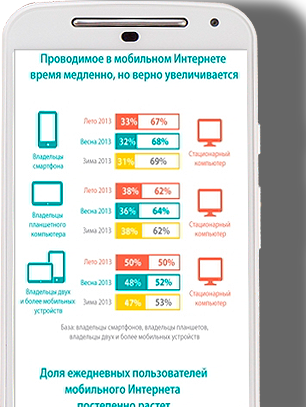 Проводимое в мобильном Интернете
время медленно, но верно увеличивается
Лето 2013 33% 67%
Весна 2013 32% 68%
Зима 2013 31% 69%
Владельцы
смартфона
Стационарный
компьютер
Лето 2013 38% 62%
Весна 2013 36% 64%
Зима 2013 38% 62%
Владельцы
планшетного
компьютера
Стационарный
компьютер
Лето 2013 50% 50%
Весна 2013 48% 52%
Зима 2013 47% 53%
Владельцы двух
и более мобильных
устройств
Стационарный
компьютер
База: владельцы смартфонов, владельцы планшетов,
владельцы двух и более мобильных устройств
Доля ежедневных пользователей
мобильного Интернета
постепенно растет